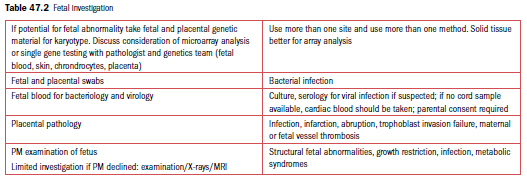 Table 47.2 Fetal investigation
If potential for fetal abnormality take fetal and placental genetic
material for karyotype. Discuss consideration of microarray analysis
or single gene testing with pathologist and genetics team (fetal
blood, skin, chrondrocytes, placenta)
Use more than one site and use more than one method. Solid tissue
better for array analysis
Fetal and placental swabs
Bacterial infection
Fetal blood for bacteriology and virology
Culture, serology for viral infection if suspected; if no cord sample
available, cardiac blood should be taken; parental consent required
Placental pathology
Infection, infarction, abruption, trophoblast invasion failure, maternal
or fetal vessel thrombosis
PM examination of fetus
Limited investigation if PM declined: examination/X-rays/MRI
Structural fetal abnormalities, growth restriction, infection, metabolic
syndromes